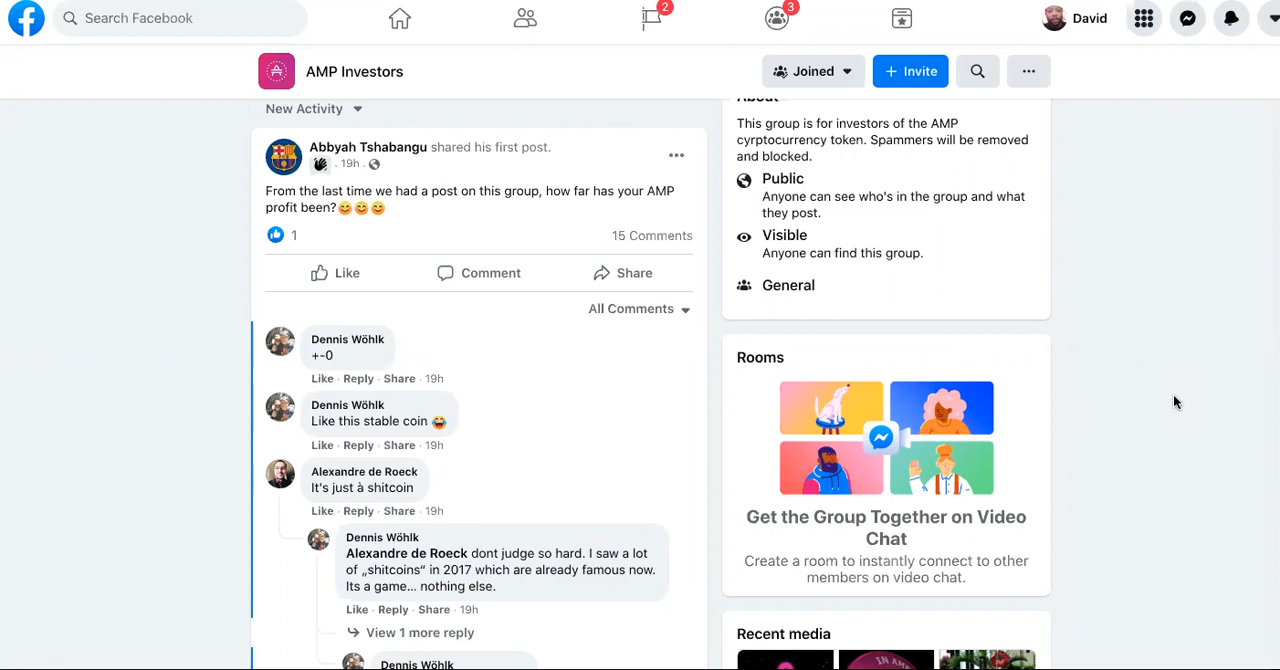 Search Facebook
2
3
David
AMP Investors
Joined
+ Invite
New Activity
Abbyah Tshabangu shared his first post.
. 19h .
From the last time we had a post on this group, how far has your AMP
profit been?😊😊😊
1
15 Comments
Like
Comment
Share
All Comments
Dennis Wöhlk
+-0
Like · Reply · Share · 19h
Dennis Wöhlk
Like this stable coin 😂
Like · Reply · Share · 19h
Alexandre de Roeck
It's just à shitcoin
Like · Reply · Share · 19h
Dennis Wöhlk
Alexandre de Roeck dont judge so hard. I saw a lot
of „shitcoins“ in 2017 which are already famous now.
Its a game... nothing else.
Like · Reply · Share · 19h
View 1 more reply
Dennis Wöhlk
About
This group is for investors of the AMP
cyrptocurrency token. Spammers will be removed
and blocked.
Public
Anyone can see who's in the group and what
they post.
Visible
Anyone can find this group.
General
Rooms
Get the Group Together on Video
Chat
Create a room to instantly connect to other
members on video chat.
Recent media
IN AMP